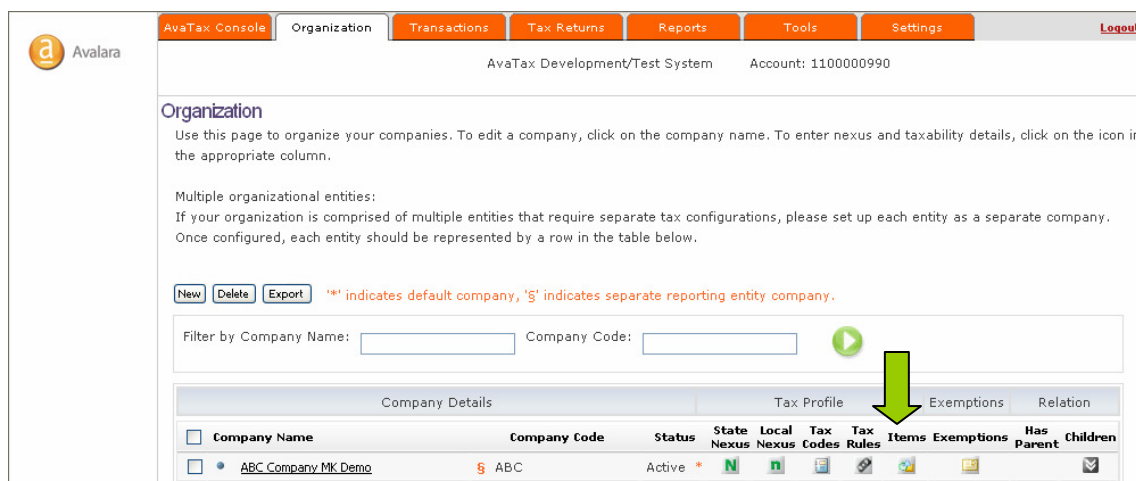 AvaTax Console Organization Transactions Tax Returns Reports Tools Settings Logout
a Avalara
AvaTax Development/Test System Account: 1100000990
Organization
Use this page to organize your companies. To edit a company, click on the company name. To enter nexus and taxability details, click on the icon in
the appropriate column.
Multiple organizational entities:
If your organization is comprised of multiple entities that require separate tax configurations, please set up each entity as a separate company.
Once configured, each entity should be represented by a row in the table below.
New Delete Export '*' indicates default company, '§' indicates separate reporting entity company.
Filter by Company Name: Company Code:
Company Details Tax Profile Exemptions Relation
Company Name Company Code Status State Nexus Local Nexus Tax Codes Tax Rules Items Exemptions Has Parent Children
ABC Company MK Demo § ABC Active * N n